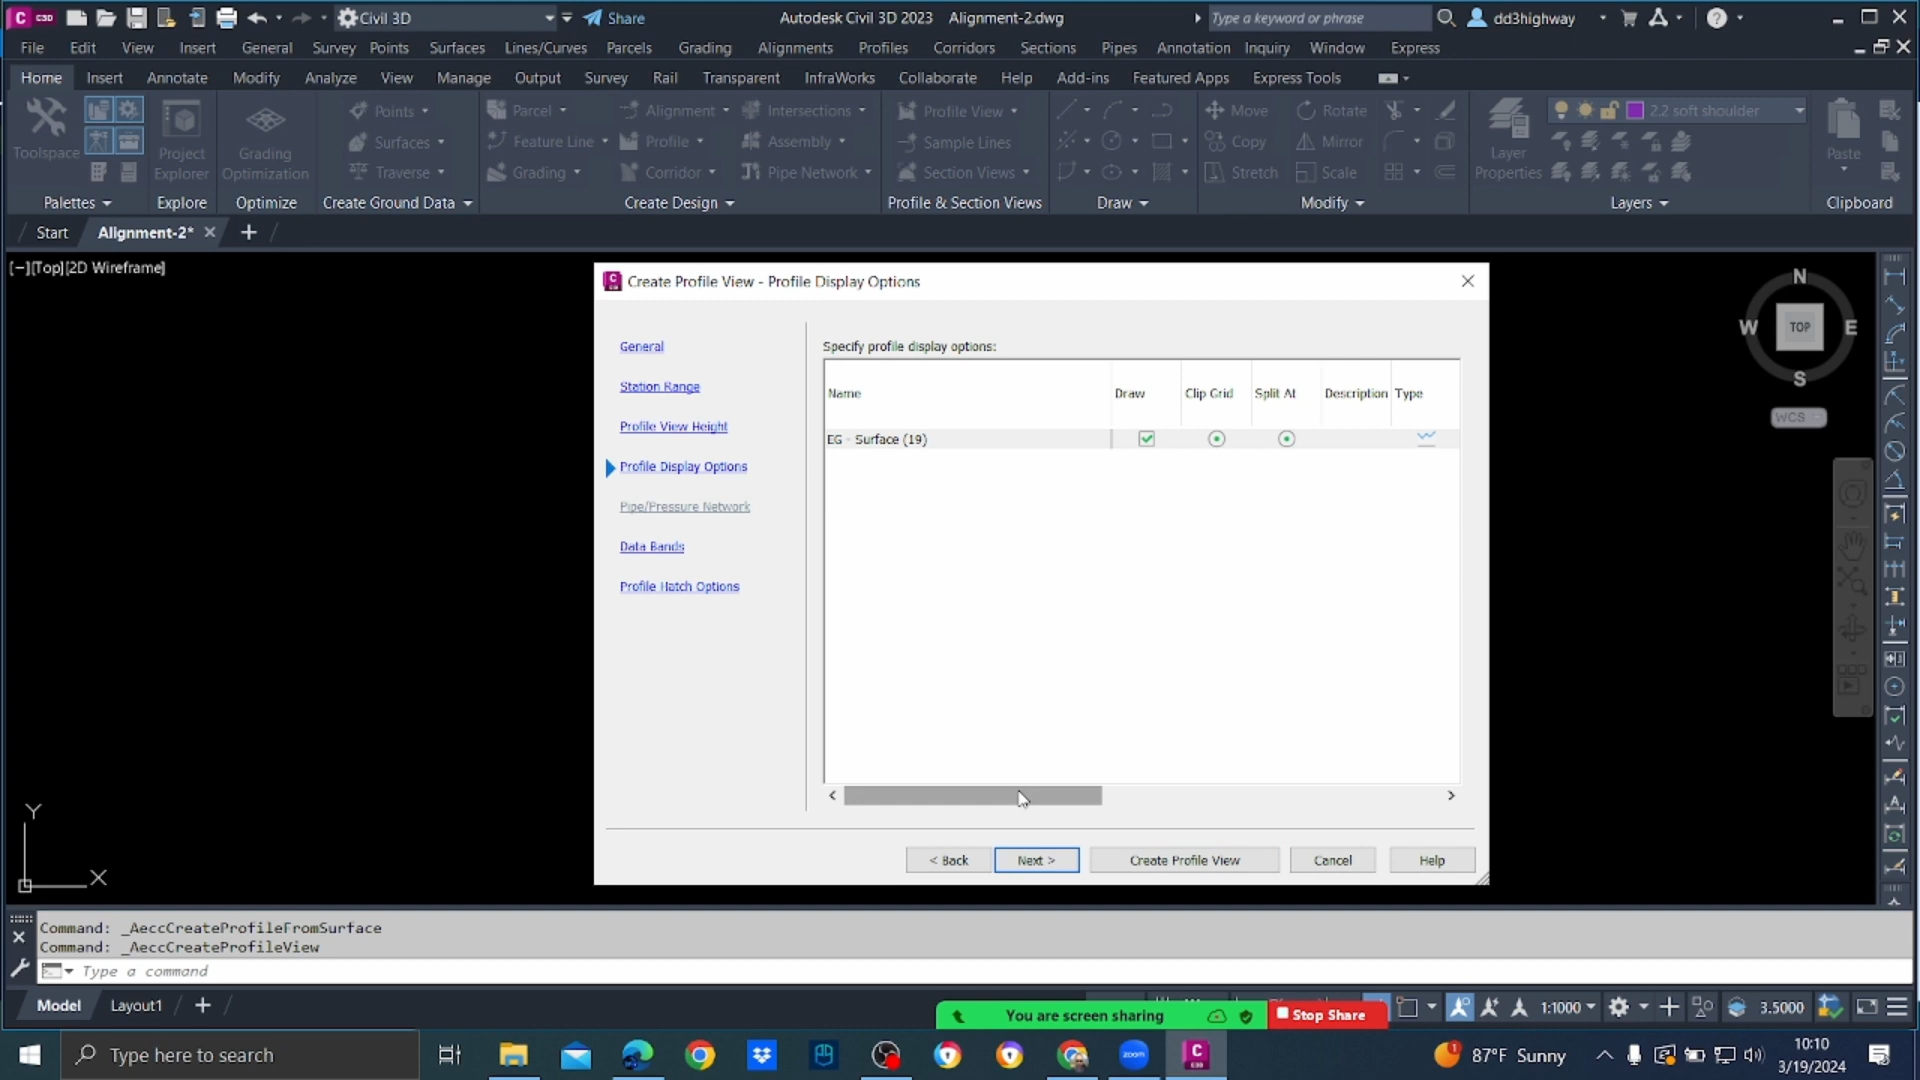 C3D Civil 3D Share Autodesk Civil 3D 2023 Alignment-2.dwg Type a keyword or phrase dd3highway
File Edit View Insert General Survey Points Surfaces Lines/Curves Parcels Grading Alignments Profiles Corridors Sections Pipes Annotation Inquiry Window Express
Home Insert Annotate Modify Analyze View Manage Output Survey Rail Transparent InfraWorks Collaborate Help Add-ins Featured Apps Express Tools
Points Parcel Alignment Intersections Profile View Move Rotate 2.2 soft shoulder
Toolspace Project Explorer Grading Optimization Surfaces Feature Line Profile Assembly Sample Lines Copy Mirror Layer Properties Paste
Traverse Grading Corridor Pipe Network Section Views Stretch Scale
Palettes Explore Optimize Create Ground Data Create Design Profile & Section Views Draw Modify Layers Clipboard
Start Alignment-2*
[−][Top][2D Wireframe]
N
W TOP E
S
WCS
Create Profile View - Profile Display Options
General
Station Range
Profile View Height
Profile Display Options
Pipe/Pressure Network
Data Bands
Profile Hatch Options
Specify profile display options:
Name Draw Clip Grid Split At Description Type
EG - Surface (19)
< Back Next > Create Profile View Cancel Help
Y
X
Command: _AeccCreateProfileFromSurface
Command: _AeccCreateProfileView
Type a command
Model Layout1
You are screen sharing Stop Share 1:1000 3.5000
Type here to search zoom C3D 1 87°F Sunny 10:10
3/19/2024